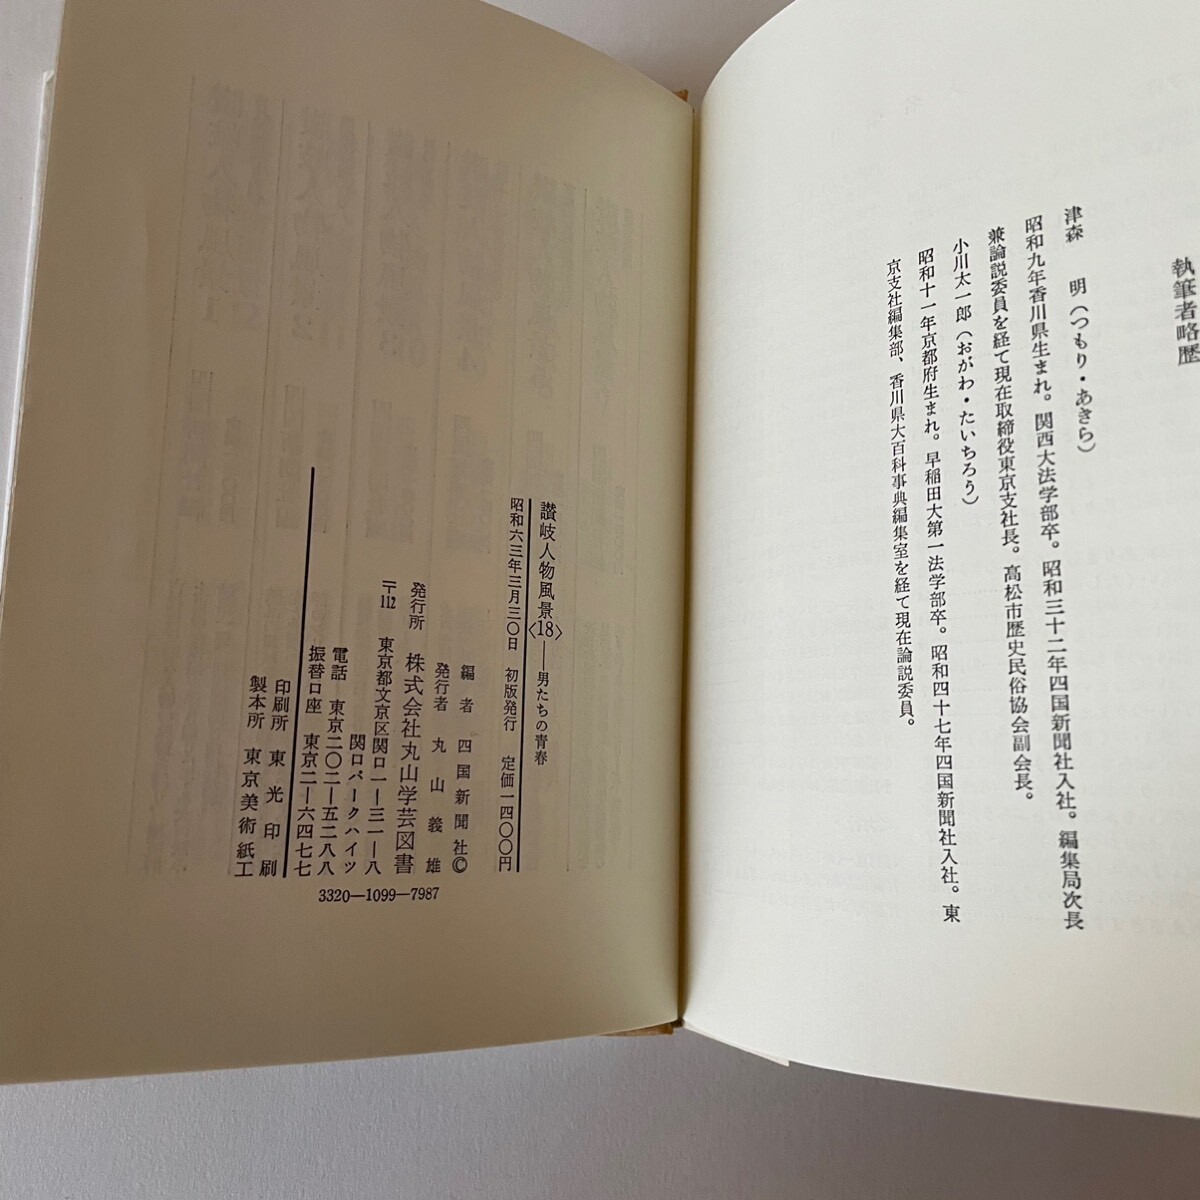 執筆者略歴
津森　明（つもり・あきら）
昭和九年香川県生まれ。関西大法学部卒。昭和三十二年四国新聞社入社。編集局次長
兼論説委員を経て現在取締役東京支社長。高松市歴史民俗協会副会長。
小川太一郎（おがわ・たいちろう）
昭和十一年京都府生まれ。早稲田大第一法学部卒。昭和四十七年四国新聞社入社。東
京支社編集部、香川県大百科事典編集室を経て現在論説委員。
讃岐人物風景〈18〉──男たちの青春
昭和六三年三月三〇日　初版発行　定価一四〇〇円
編者　四国新聞社©
発行者　丸山義雄
発行所　株式会社丸山学芸図書
〒112　東京都文京区関口一―三一―八
関口パークハイツ
電話　東京二〇二―五二八八
振替口座　東京二―六四七七
印刷所　東光印刷
製本所　東京美術紙工
3320―1099―7987